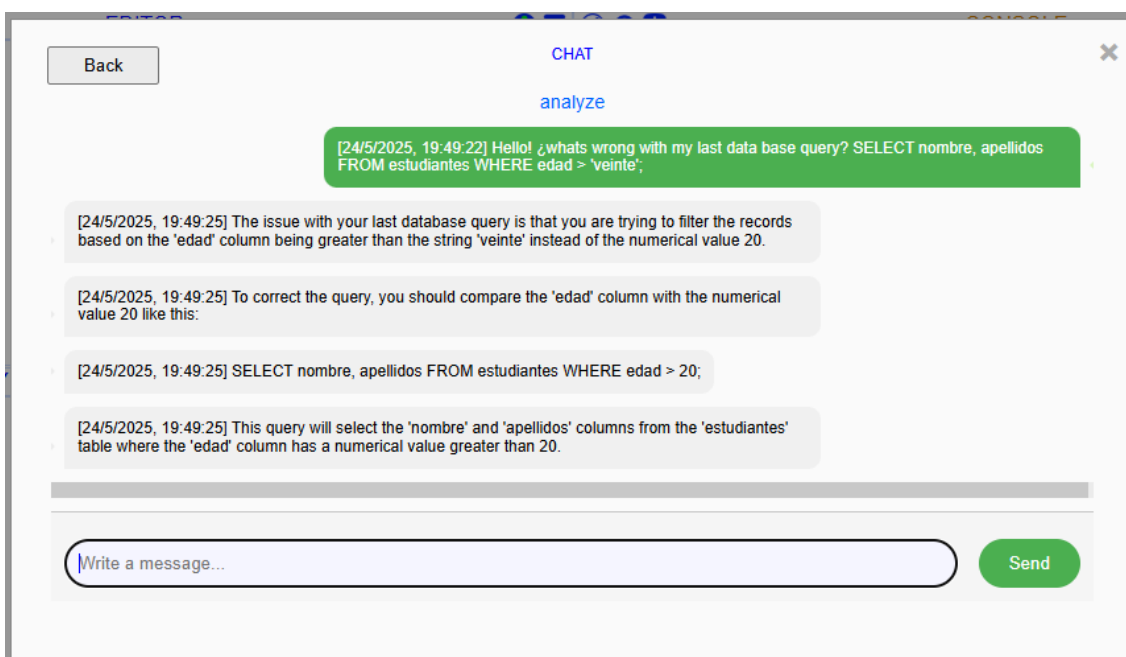 EDITOR
CONSOLE
Back
CHAT
analyze
[24/5/2025, 19:49:22] Hello! ¿whats wrong with my last data base query? SELECT nombre, apellidos
FROM estudiantes WHERE edad > 'veinte';
[24/5/2025, 19:49:25] The issue with your last database query is that you are trying to filter the records
based on the 'edad' column being greater than the string 'veinte' instead of the numerical value 20.
[24/5/2025, 19:49:25] To correct the query, you should compare the 'edad' column with the numerical
value 20 like this:
[24/5/2025, 19:49:25] SELECT nombre, apellidos FROM estudiantes WHERE edad > 20;
[24/5/2025, 19:49:25] This query will select the 'nombre' and 'apellidos' columns from the 'estudiantes'
table where the 'edad' column has a numerical value greater than 20.
Write a message...
Send